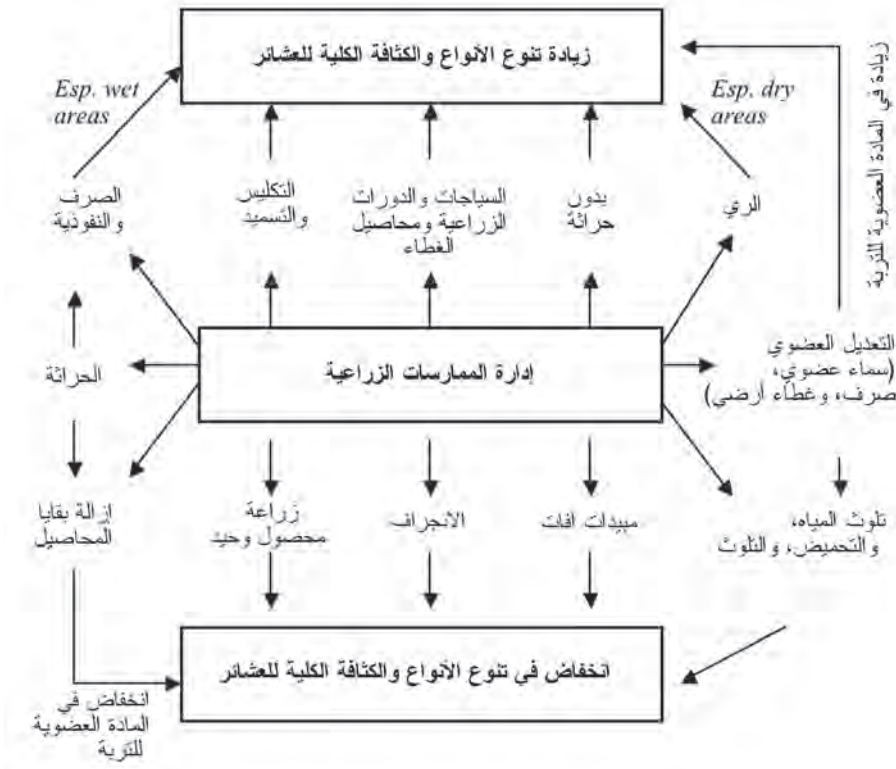 زيادة تنوع الأنواع والكثافة الكلية للعشائر
Esp. wet
areas
Esp. dry
areas
زيادة في المادة العضوية للتربة
الصرف
والنفوذية
التكليس
والتسميد
السياجات والدورات
الزراعية ومحاصيل
الغطاء
بدون
حراثة
الري
إدارة الممارسات الزراعية
الحراثة
التعديل العضوي
(سماء عضوي،
صرف، وغطاء أرضي)
ازالة بقايا
المحاصيل
زراعة
محصول وحيد
الانجراف
مبيدات آفات
تلوث المياه،
والتحميض، والتلوث
انخفاض في تنوع الأنواع والكثافة الكلية للعشائر
انخفاض في
المادة العضوية
للتربة